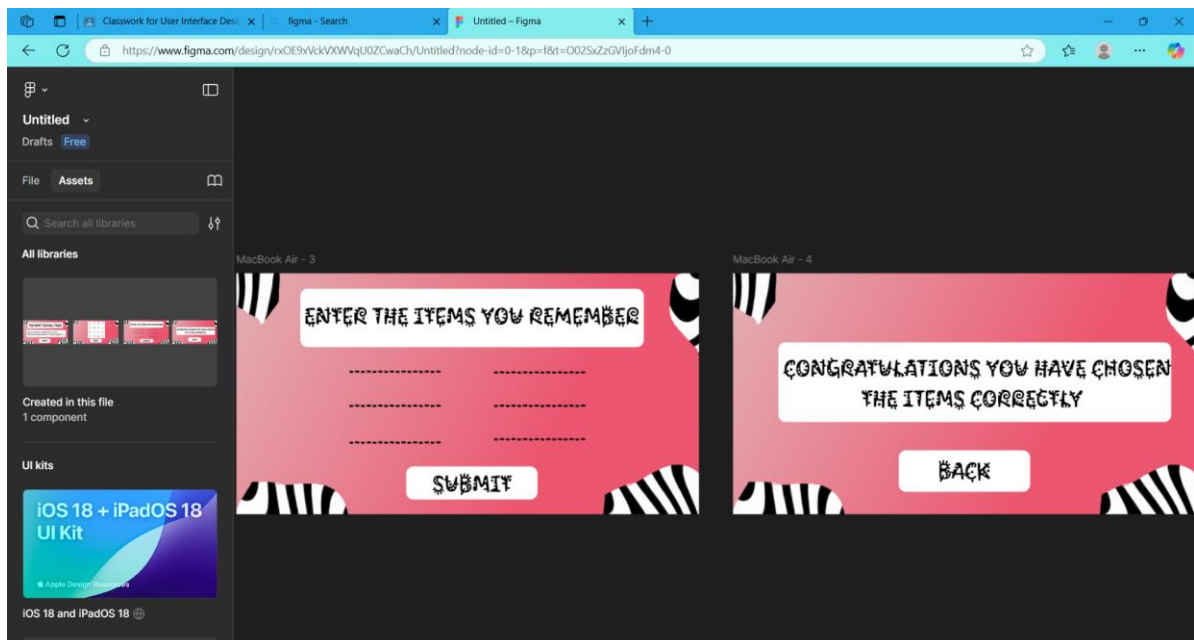 Classwork for User Interface Desi
figma - Search
Untitled – Figma
https://www.figma.com/design/rxOE9xVckVXWVqU0ZCwaCh/Untitled?node-id=0-1&p=f&t=O02SxZzGVIjoFdm4-0
Untitled
Drafts Free
File Assets
Search all libraries
All libraries
Created in this file
1 component
UI kits
iOS 18 + iPadOS 18
UI Kit
Apple Design Resources
iOS 18 and iPadOS 18
MacBook Air - 3
ENTER THE ITEMS YOU REMEMBER
SUBMIT
MacBook Air - 4
CONGRATULATIONS YOU HAVE CHOSEN
THE ITEMS CORRECTLY
BACK